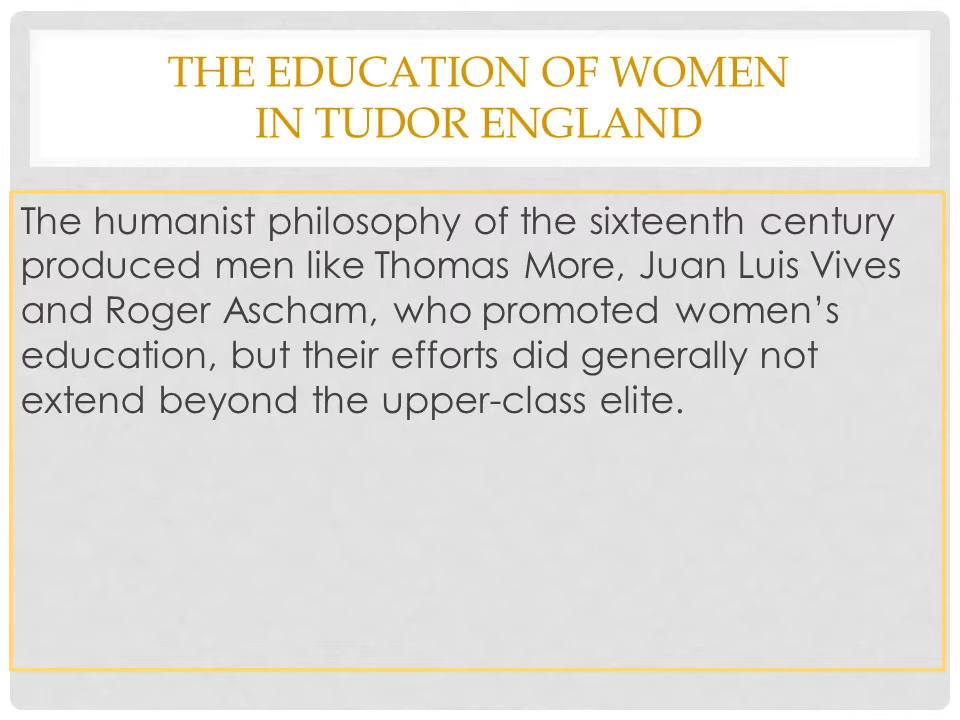 THE EDUCATION OF WOMEN
IN TUDOR ENGLAND
The humanist philosophy of the sixteenth century
produced men like Thomas More, Juan Luis Vives
and Roger Ascham, who promoted women’s
education, but their efforts did generally not
extend beyond the upper-class elite.